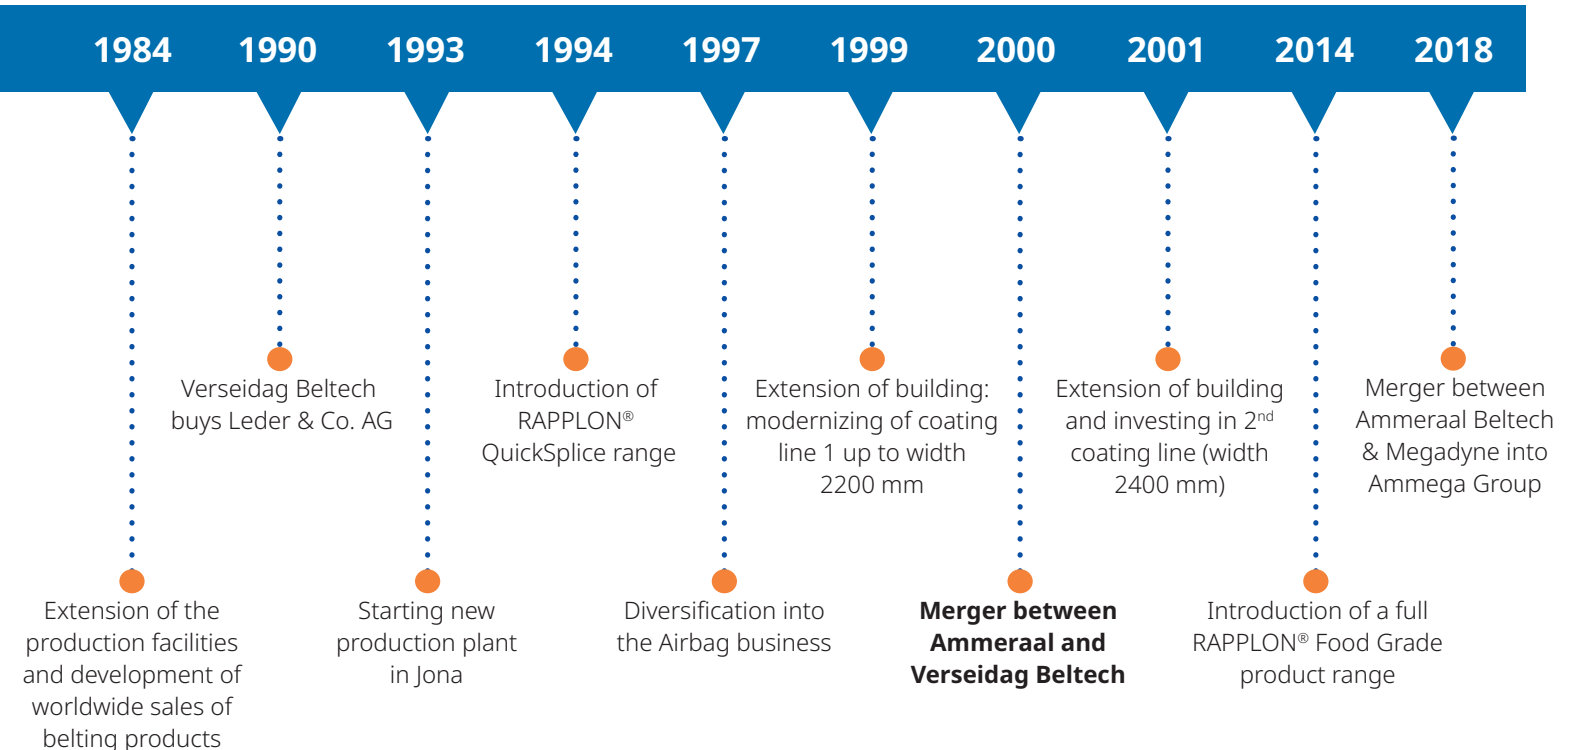 1984 1990 1993 1994 1997 1999 2000 2001 2014 2018
Verseidag Beltech
buys Leder & Co. AG
Introduction of
RAPPLON®
QuickSplice range
Extension of building:
modernizing of coating
line 1 up to width
2200 mm
Extension of building
and investing in 2nd
coating line (width
2400 mm)
Merger between
Ammeraal Beltech
& Megadyne into
Ammega Group
Extension of the
production facilities
and development of
worldwide sales of
belting products
Starting new
production plant
in Jona
Diversification into
the Airbag business
Merger between
Ammeraal and
Verseidag Beltech
Introduction of a full
RAPPLON® Food Grade
product range